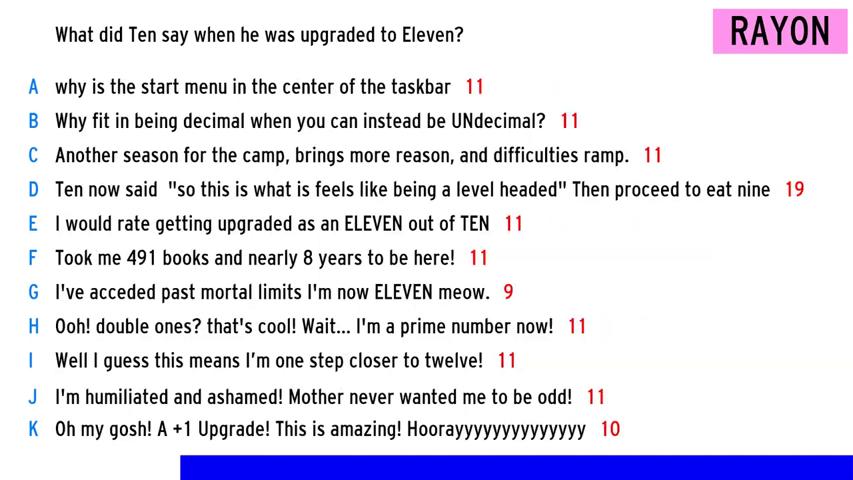 What did Ten say when he was upgraded to Eleven?
RAYON
A why is the start menu in the center of the taskbar 11
B Why fit in being decimal when you can instead be UNdecimal? 11
C Another season for the camp, brings more reason, and difficulties ramp. 11
D Ten now said "so this is what is feels like being a level headed" Then proceed to eat nine 19
E I would rate getting upgraded as an ELEVEN out of TEN 11
F Took me 491 books and nearly 8 years to be here! 11
G I've acceded past mortal limits I'm now ELEVEN meow. 9
H Ooh! double ones? that's cool! Wait... I'm a prime number now! 11
I Well I guess this means I’m one step closer to twelve! 11
J I'm humiliated and ashamed! Mother never wanted me to be odd! 11
K Oh my gosh! A +1 Upgrade! This is amazing! Hoorayyyyyyyyyyyyyyy 10